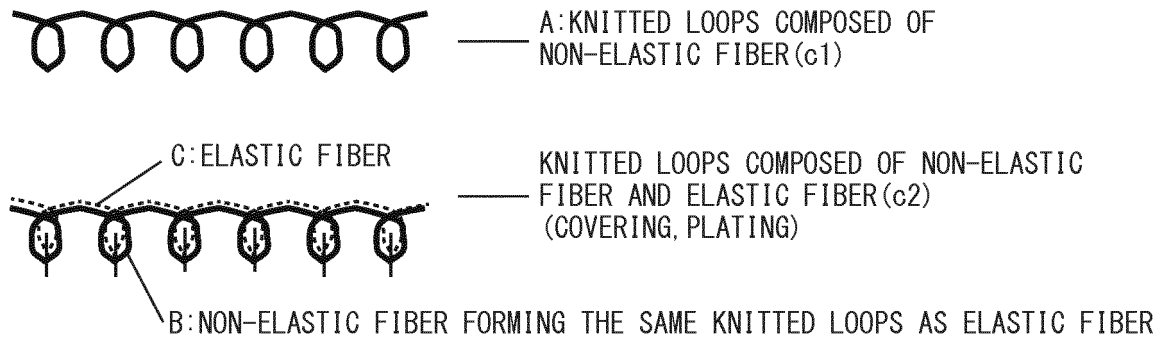 A:KNITTED LOOPS COMPOSED OF
NON-ELASTIC FIBER(c1)
C:ELASTIC FIBER
KNITTED LOOPS COMPOSED OF NON-ELASTIC
FIBER AND ELASTIC FIBER(c2)
(COVERING,PLATING)
B:NON-ELASTIC FIBER FORMING THE SAME KNITTED LOOPS AS ELASTIC FIBER